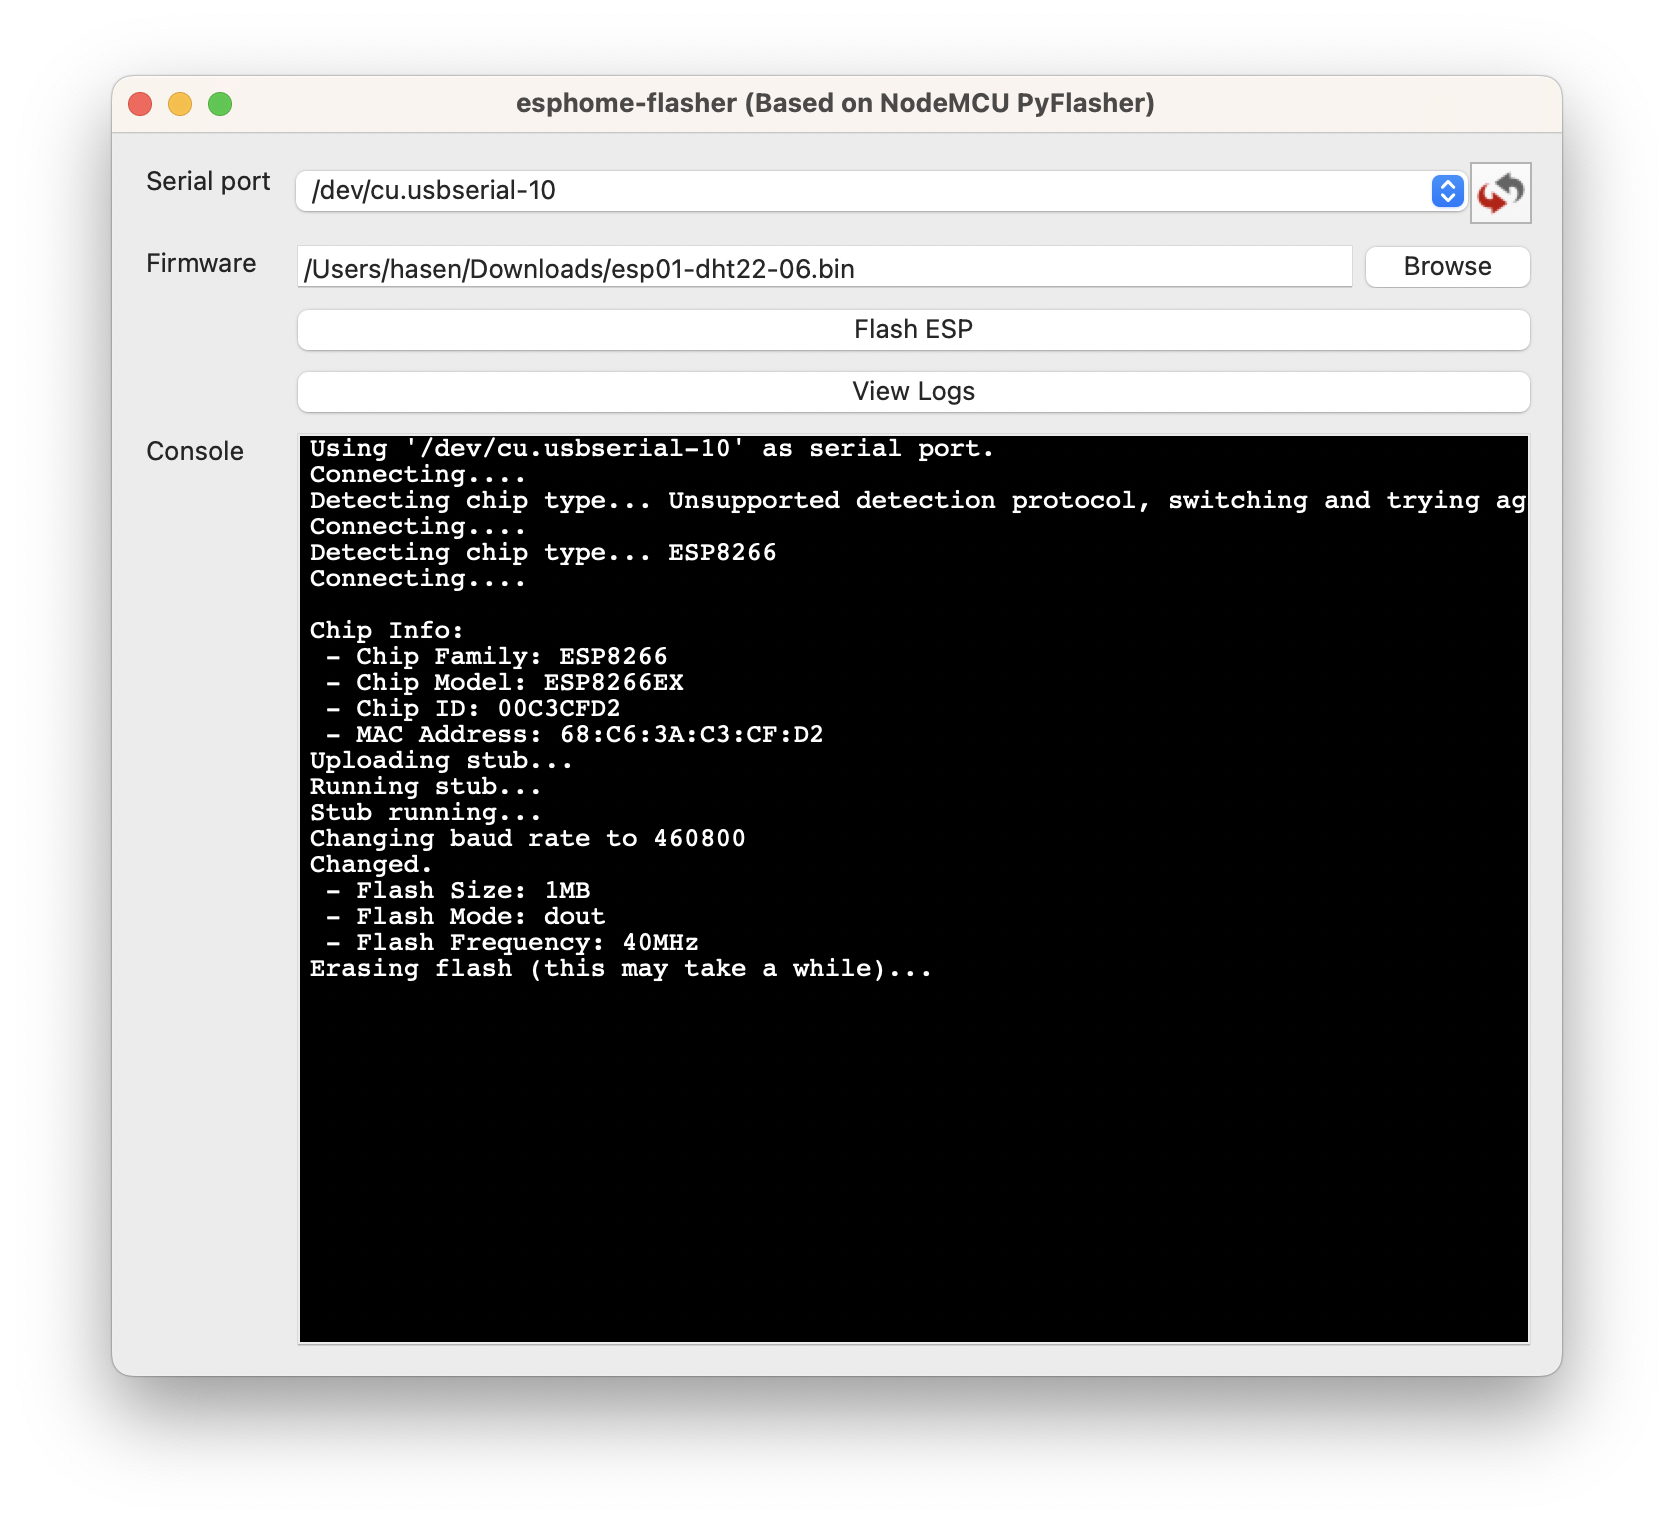 esphome-flasher (Based on NodeMCU PyFlasher)
Serial port /dev/cu.usbserial-10
Firmware /Users/hasen/Downloads/esp01-dht22-06.bin Browse
Flash ESP
View Logs
Console
Using '/dev/cu.usbserial-10' as serial port.
Connecting....
Detecting chip type... Unsupported detection protocol, switching and trying ag
Connecting....
Detecting chip type... ESP8266
Connecting....
Chip Info:
- Chip Family: ESP8266
- Chip Model: ESP8266EX
- Chip ID: 00C3CFD2
- MAC Address: 68:C6:3A:C3:CF:D2
Uploading stub...
Running stub...
Stub running...
Changing baud rate to 460800
Changed.
- Flash Size: 1MB
- Flash Mode: dout
- Flash Frequency: 40MHz
Erasing flash (this may take a while)...